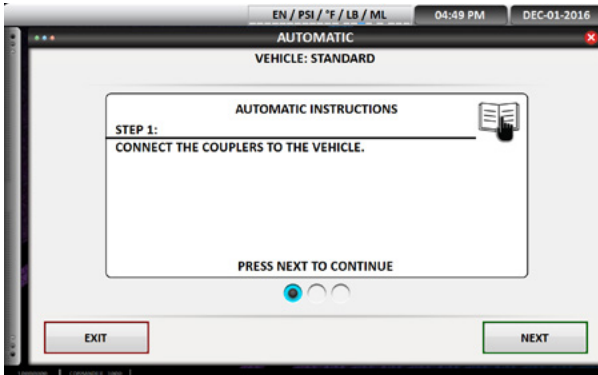 EN / PSI / °F / LB / ML 04:49 PM DEC-01-2016
AUTOMATIC
VEHICLE: STANDARD
AUTOMATIC INSTRUCTIONS
STEP 1:
CONNECT THE COUPLERS TO THE VEHICLE.
PRESS NEXT TO CONTINUE
EXIT NEXT